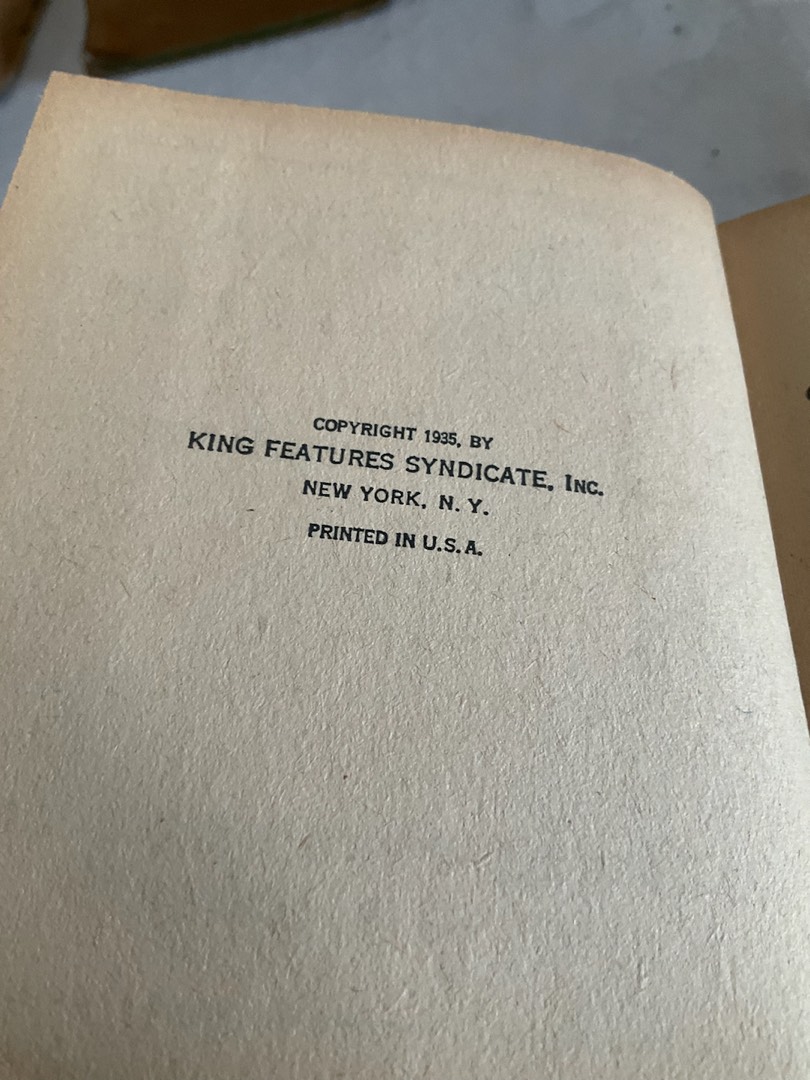 COPYRIGHT 1935, BY
KING FEATURES SYNDICATE, INC.
NEW YORK, N. Y.
PRINTED IN U.S.A.